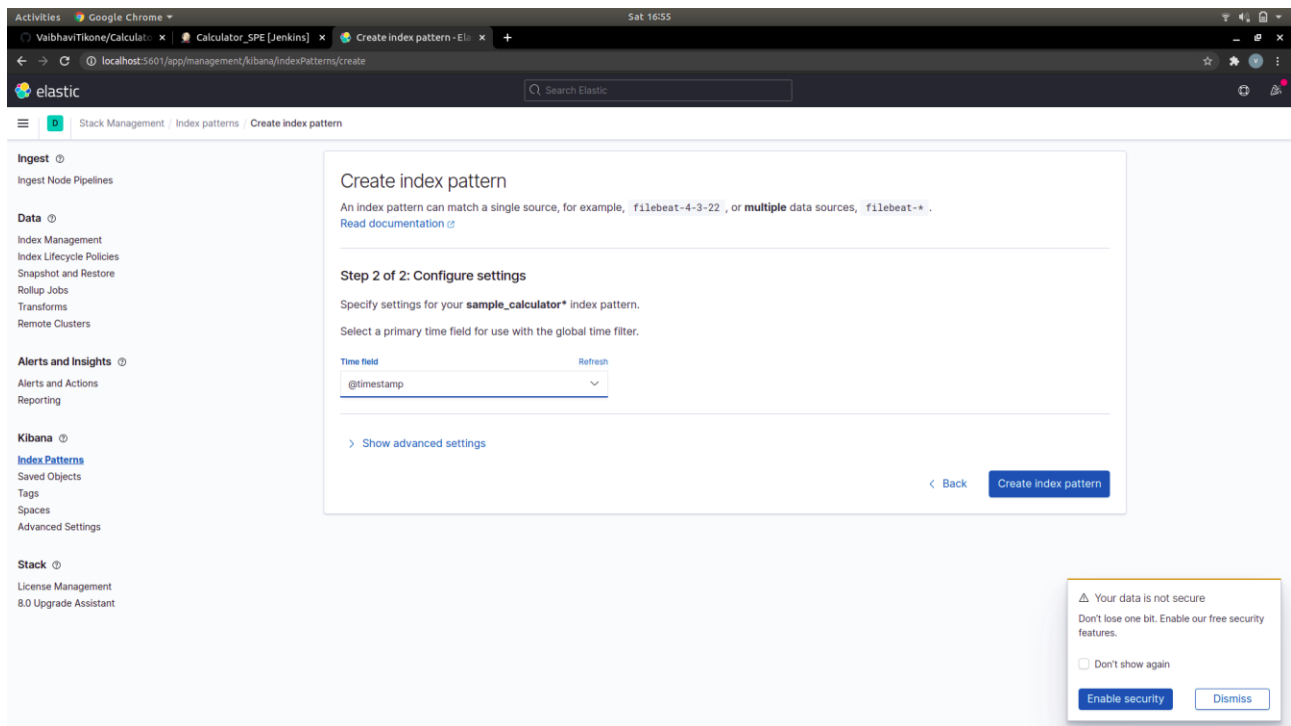 Activities Google Chrome Sat 16:55
VaibhaviTikone/Calculato Calculator_SPE [Jenkins] Create index pattern - Ela
localhost:5601/app/management/kibana/indexPatterns/create
elastic Search Elastic
D Stack Management / Index patterns / Create index pattern
Ingest
Ingest Node Pipelines
Data
Index Management
Index Lifecycle Policies
Snapshot and Restore
Rollup Jobs
Transforms
Remote Clusters
Alerts and Insights
Alerts and Actions
Reporting
Kibana
Index Patterns
Saved Objects
Tags
Spaces
Advanced Settings
Stack
License Management
8.0 Upgrade Assistant
Create index pattern
An index pattern can match a single source, for example, filebeat-4-3-22 , or multiple data sources, filebeat-* .
Read documentation
Step 2 of 2: Configure settings
Specify settings for your sample_calculator* index pattern.
Select a primary time field for use with the global time filter.
Time field Refresh
@timestamp
Show advanced settings
Back Create index pattern
Your data is not secure
Don't lose one bit. Enable our free security
features.
Don't show again
Enable security Dismiss